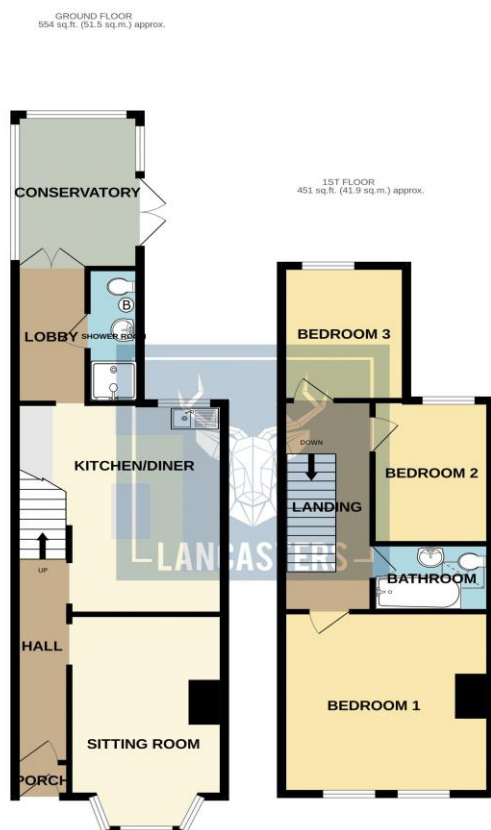 GROUND FLOOR
554 sq.ft. (51.5 sq.m.) approx.
CONSERVATORY
LOBBY
B
SHOWER ROOM
KITCHEN/DINER
UP
HALL
SITTING ROOM
PORCH
1ST FLOOR
451 sq.ft. (41.9 sq.m.) approx.
BEDROOM 3
DOWN
BEDROOM 2
LANDING
BATHROOM
BEDROOM 1
LANCASTERS